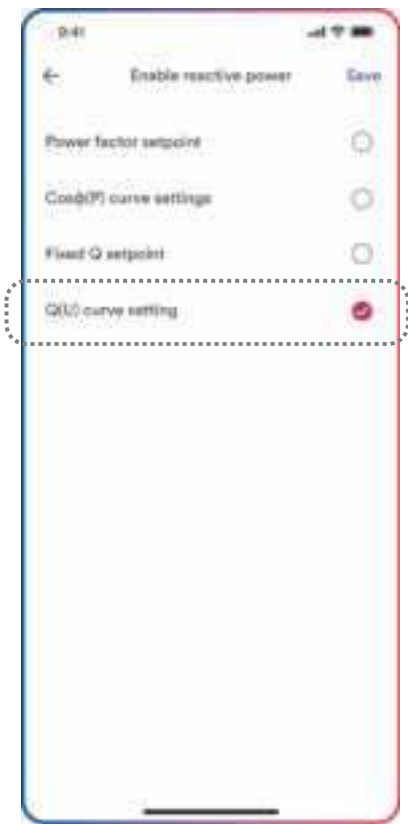 9:41
Enable reactive power Save
Power factor setpoint
Cosϕ(P) curve settings
Fixed Q setpoint
Q(U) curve setting